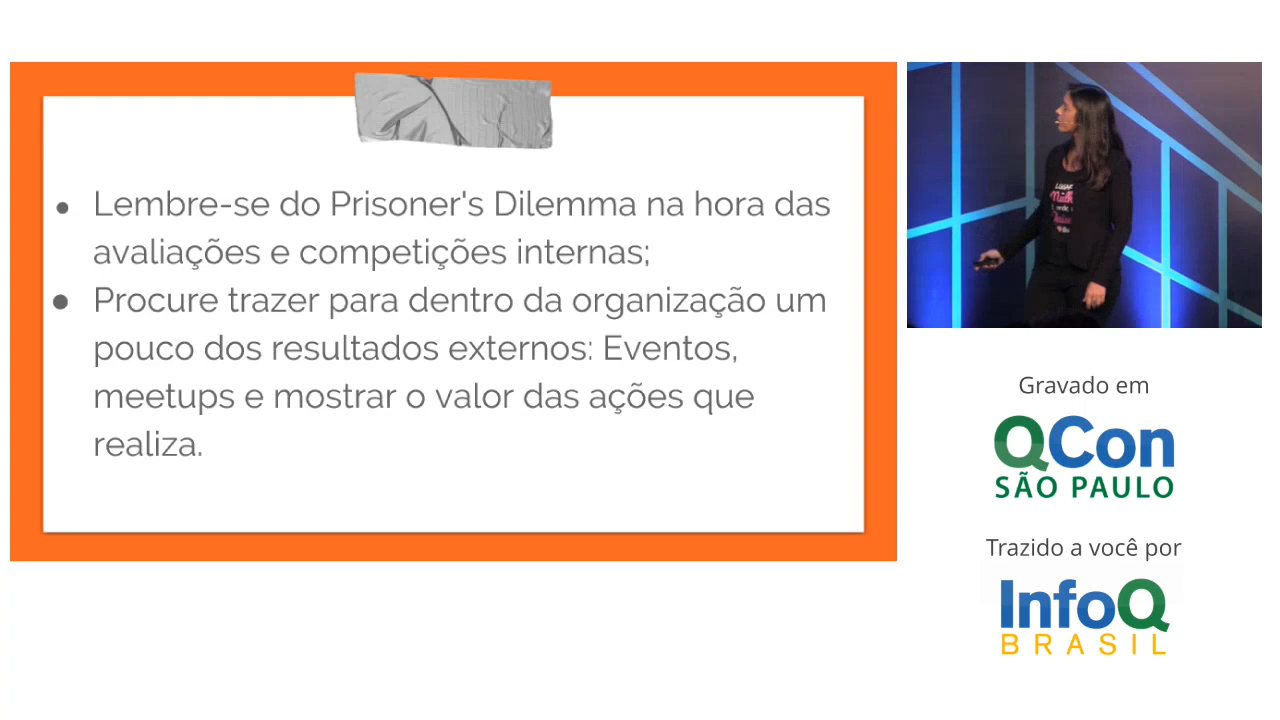 • Lembre-se do Prisoner's Dilemma na hora das
avaliações e competições internas;
• Procure trazer para dentro da organização um
pouco dos resultados externos: Eventos,
meetups e mostrar o valor das ações que
realiza.
LUGAR
Gravado em
QCon
SÃO PAULO
Trazido a você por
InfoQ
BRASIL